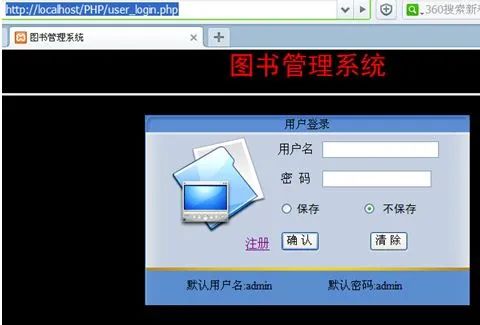 http://localhost/PHP/user_login.php
360搜索新
图书管理系统
图书管理系统
用户登录
用户名
密 码
保存 不保存
注册 确 认 清 除
默认用户名:admin 默认密码:admin